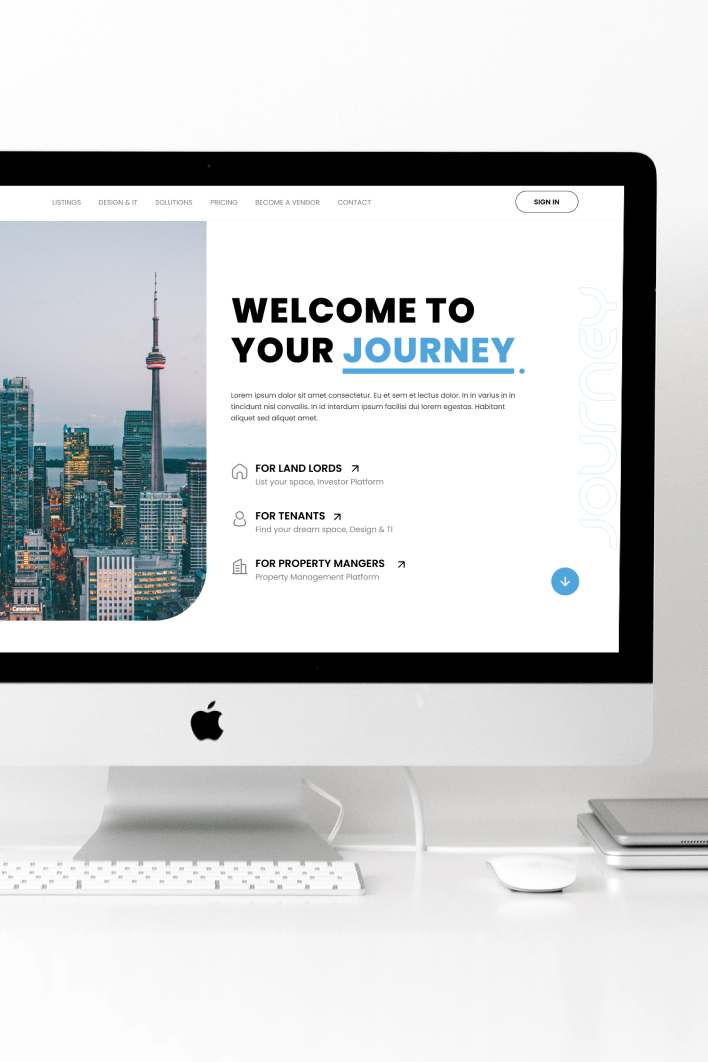 LISTINGS DESIGN & IT SOLUTIONS PRICING BECOME A VENDOR CONTACT SIGN IN
WELCOME TO
YOUR JOURNEY.
Lorem ipsum dolor sit amet consectetur. Eu et sem et lectus dolor. In in varius in in
tincidunt nisl convallis. In id interdum ipsum facilisi dui lorem egestas. Habitant
aliquet sed aliquet amet.
FOR LAND LORDS
List your space, Investor Platform
FOR TENANTS
Find your dream space, Design & TI
FOR PROPERTY MANGERS
Property Management Platform
JOURNEY